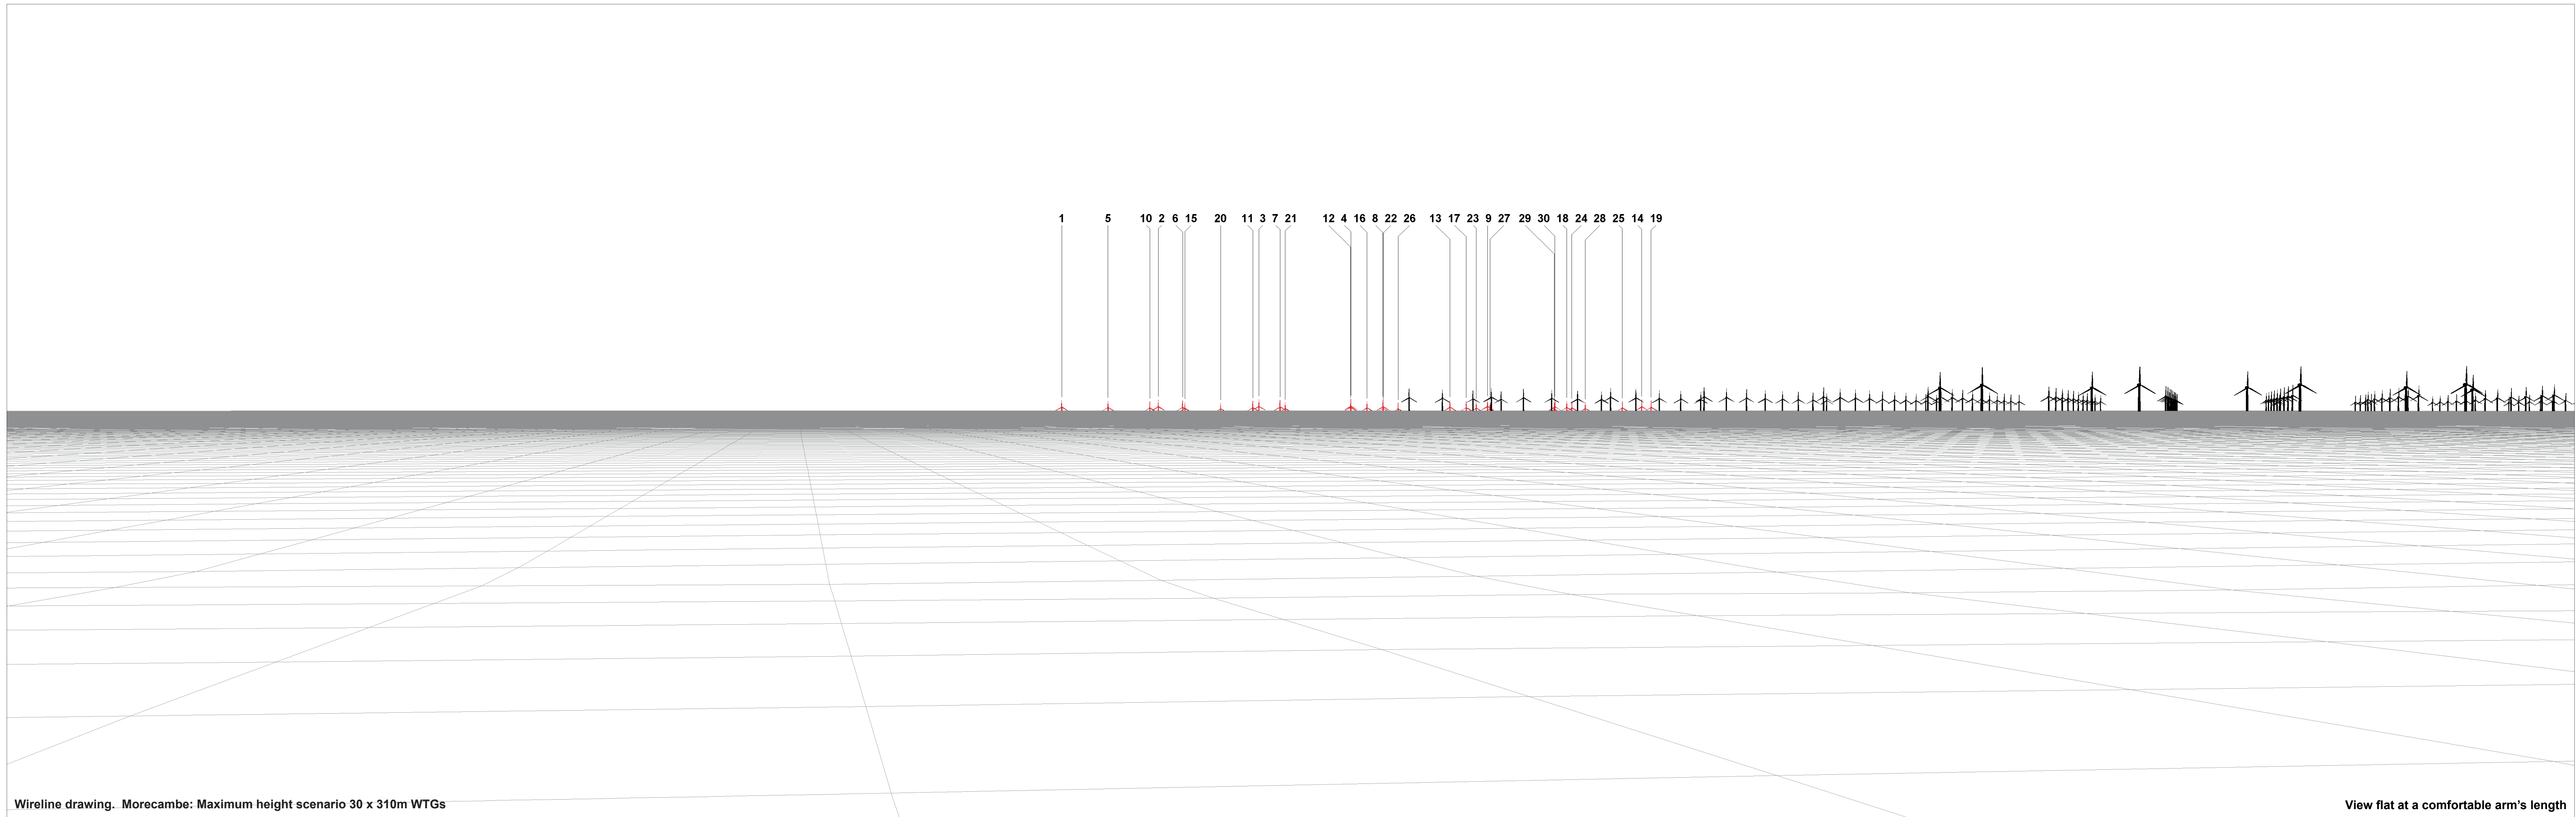 1 5 10 2 6 15 20 11 3 7 21 12 4 16 8 22 26 13 17 23 9 27 29 30 18 24 28 25 14 19
Wireline drawing. Morecambe: Maximum height scenario 30 x 310m WTGs
View flat at a comfortable arm’s length